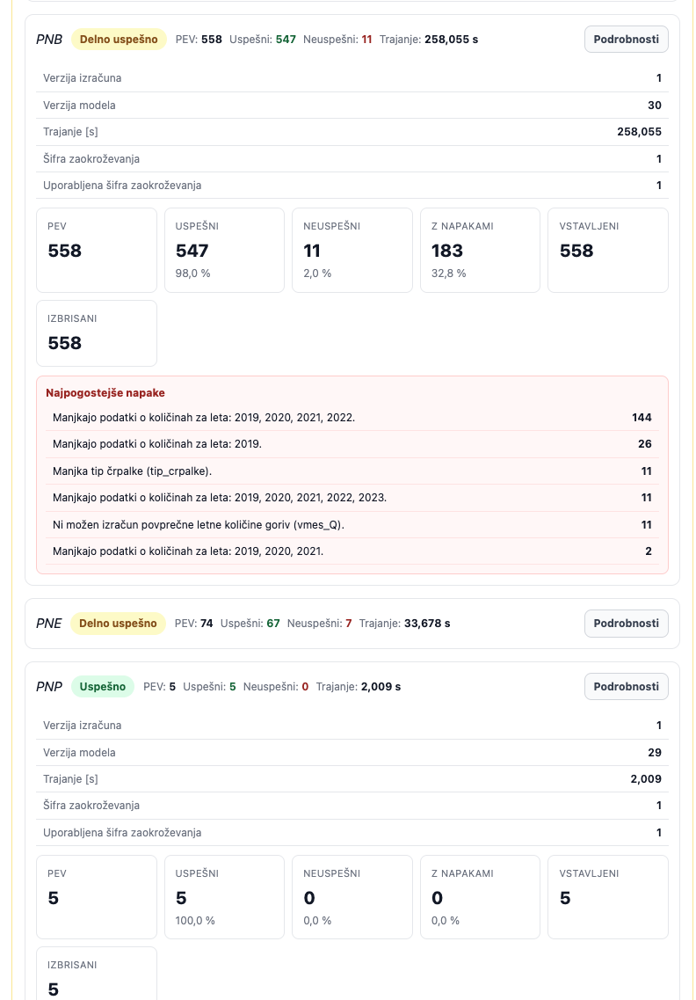 PNB Delno uspešno PEV: 558 Uspešni: 547 Neuspešni: 11 Trajanje: 258,055 s Podrobnosti
Verzija izračuna 1
Verzija modela 30
Trajanje [s] 258,055
Šifra zaokroževanja 1
Uporabljena šifra zaokroževanja 1
PEV USPEŠNI NEUSPEŠNI Z NAPAKAMI VSTAVLJENI
558 547 11 183 558
98,0 % 2,0 % 32,8 %
IZBRISANI
558
Najpogostejše napake
Manjkajo podatki o količinah za leta: 2019, 2020, 2021, 2022. 144
Manjkajo podatki o količinah za leta: 2019. 26
Manjka tip črpalke (tip_crpalke). 11
Manjkajo podatki o količinah za leta: 2019, 2020, 2021, 2022, 2023. 11
Ni možen izračun povprečne letne količine goriv (vmes_Q). 11
Manjkajo podatki o količinah za leta: 2019, 2020, 2021. 2
PNE Delno uspešno PEV: 74 Uspešni: 67 Neuspešni: 7 Trajanje: 33,678 s Podrobnosti
PNP Uspešno PEV: 5 Uspešni: 5 Neuspešni: 0 Trajanje: 2,009 s Podrobnosti
Verzija izračuna 1
Verzija modela 29
Trajanje [s] 2,009
Šifra zaokroževanja 1
Uporabljena šifra zaokroževanja 1
PEV USPEŠNI NEUSPEŠNI Z NAPAKAMI VSTAVLJENI
5 5 0 0 5
100,0 % 0,0 % 0,0 %
IZBRISANI
5